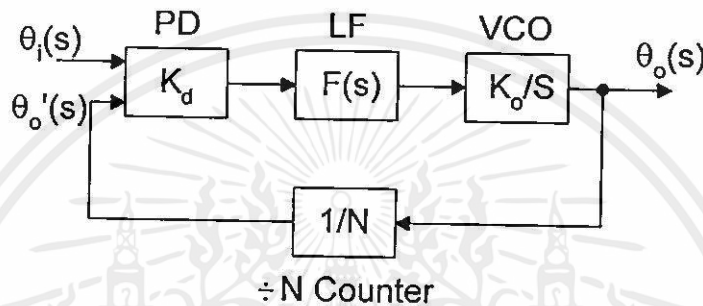 PD LF VCO
θi(s) Kd F(s) Ko/S θo(s)
θo'(s)
1/N
÷N Counter